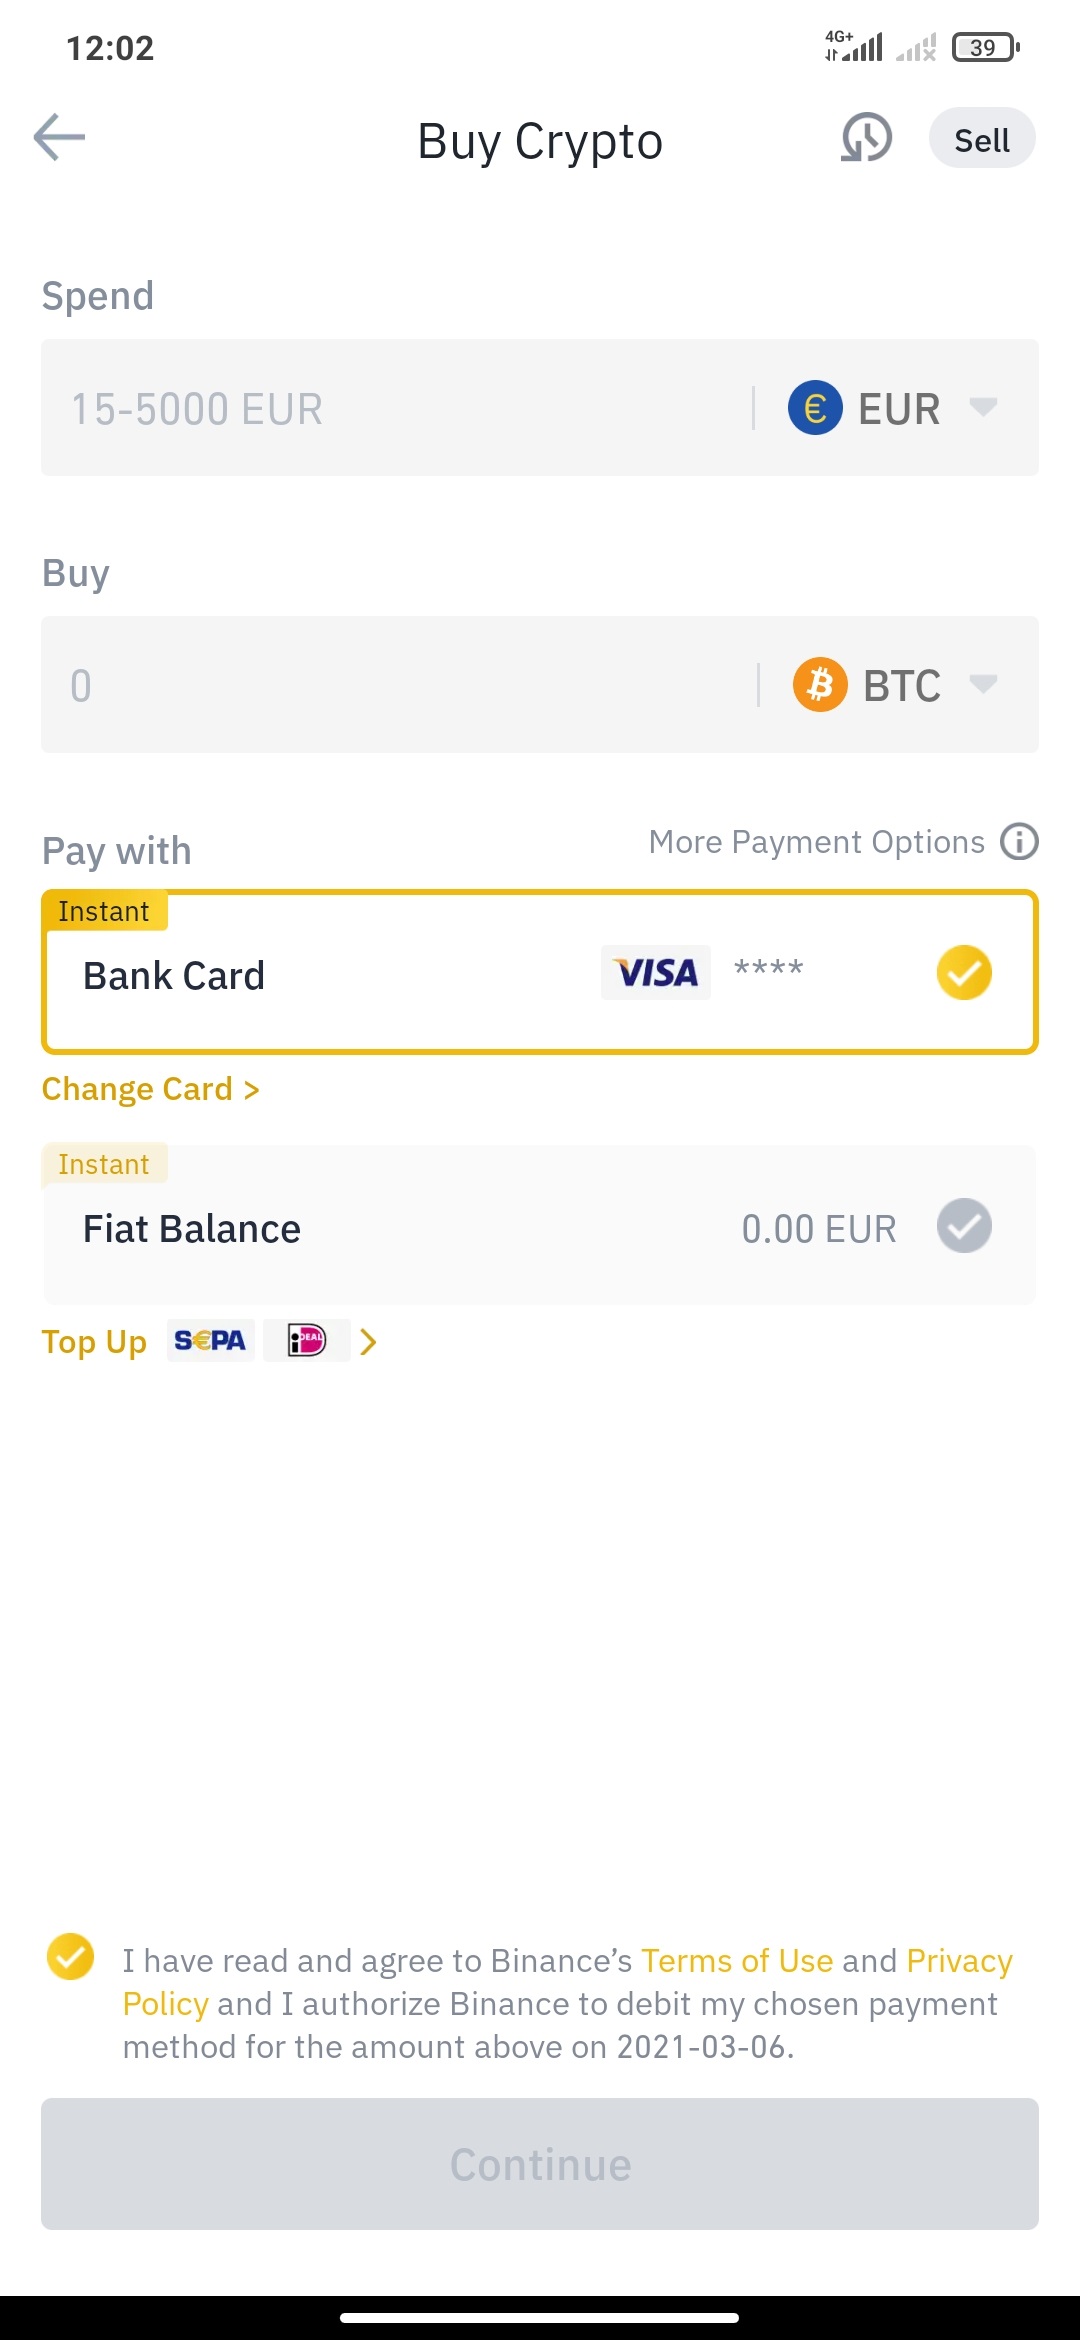 12:02
4G+
39
Buy Crypto
Sell
Spend
15-5000 EUR
€ EUR
Buy
0
BTC
Pay with
More Payment Options
Instant
Bank Card
VISA ****
Change Card >
Instant
Fiat Balance
0.00 EUR
Top Up S€PA iDEAL >
I have read and agree to Binance’s Terms of Use and Privacy
Policy and I authorize Binance to debit my chosen payment
method for the amount above on 2021-03-06.
Continue